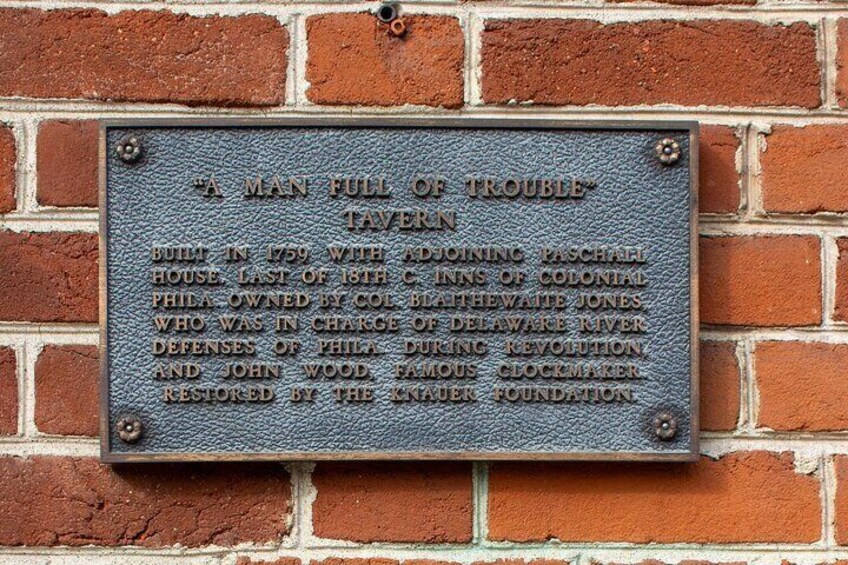 "A MAN FULL OF TROUBLE"
TAVERN
BUILT IN 1759, WITH ADJOINING PASCHALL
HOUSE. LAST OF 18TH C. INNS OF COLONIAL
PHILA. OWNED BY COL. BLAITHEWAITE JONES,
WHO WAS IN CHARGE OF DELAWARE RIVER
DEFENSES OF PHILA. DURING REVOLUTION,
AND JOHN WOOD, FAMOUS CLOCKMAKER.
RESTORED BY THE KNAUER FOUNDATION.